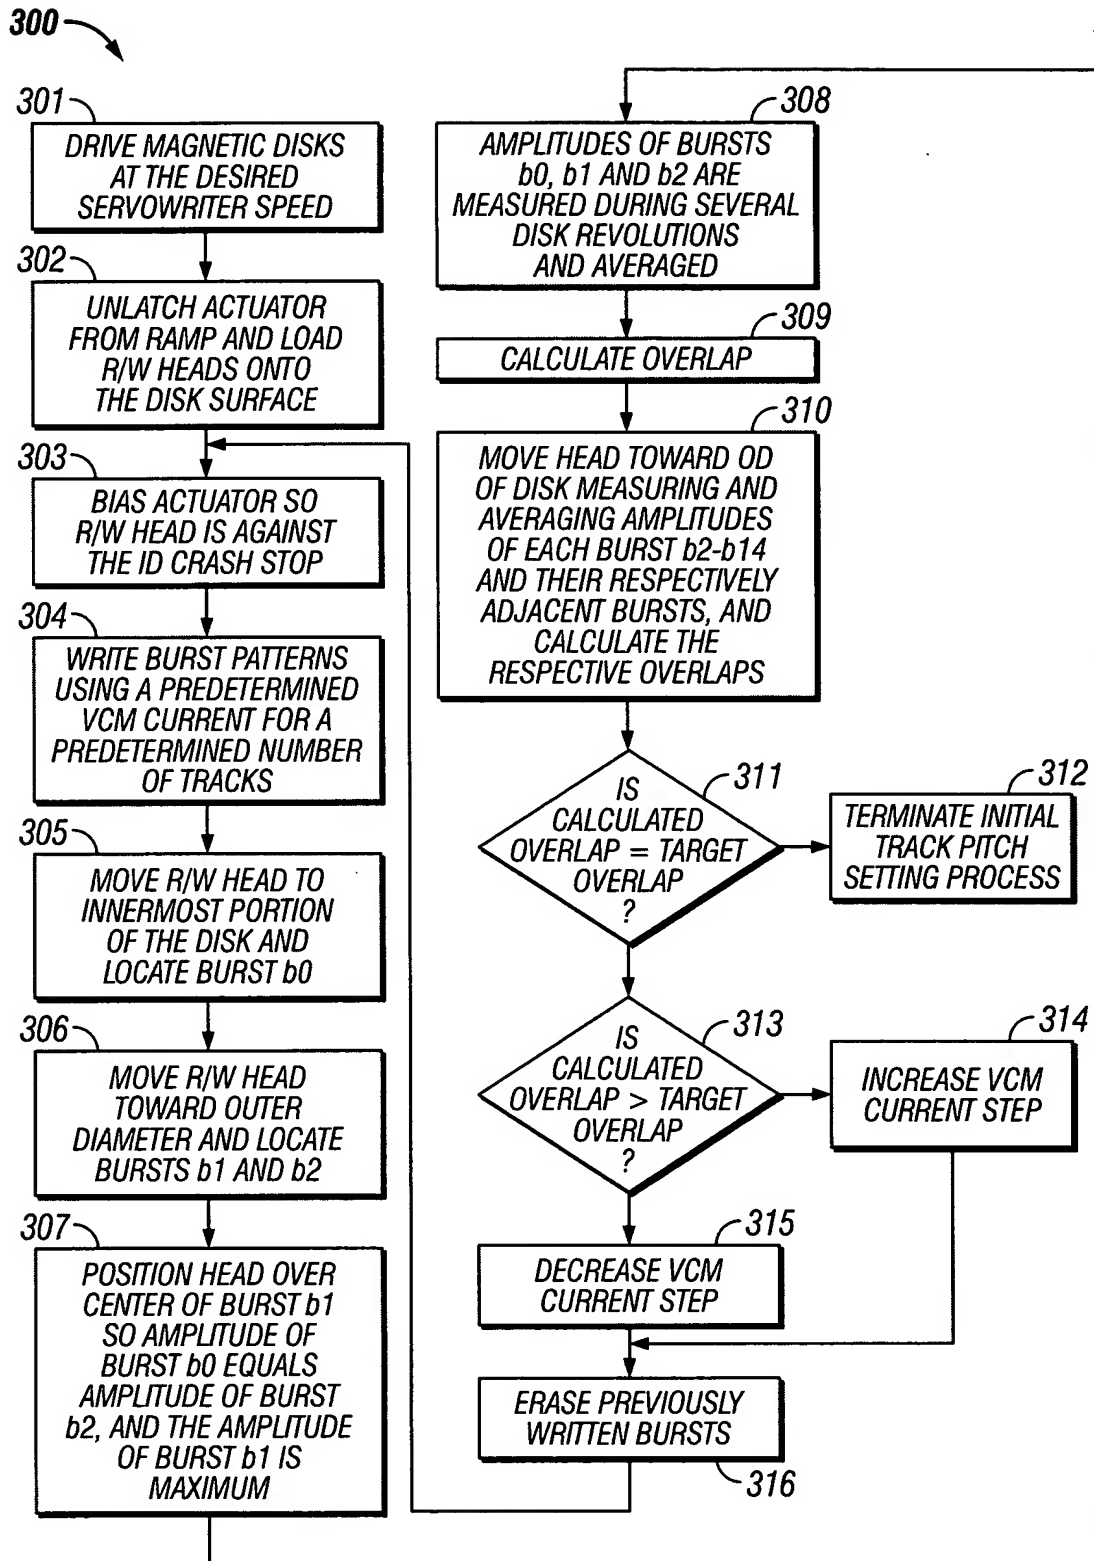 300
301
DRIVE MAGNETIC DISKS
AT THE DESIRED
SERVOWRITER SPEED
302
UNLATCH ACTUATOR
FROM RAMP AND LOAD
R/W HEADS ONTO
THE DISK SURFACE
303
BIAS ACTUATOR SO
R/W HEAD IS AGAINST
THE ID CRASH STOP
304
WRITE BURST PATTERNS
USING A PREDETERMINED
VCM CURRENT FOR A
PREDETERMINED NUMBER
OF TRACKS
305
MOVE R/W HEAD TO
INNERMOST PORTION
OF THE DISK AND
LOCATE BURST b0
306
MOVE R/W HEAD
TOWARD OUTER
DIAMETER AND LOCATE
BURSTS b1 AND b2
307
POSITION HEAD OVER
CENTER OF BURST b1
SO AMPLITUDE OF
BURST b0 EQUALS
AMPLITUDE OF BURST
b2, AND THE AMPLITUDE
OF BURST b1 IS
MAXIMUM
308
AMPLITUDES OF BURSTS
b0, b1 AND b2 ARE
MEASURED DURING SEVERAL
DISK REVOLUTIONS
AND AVERAGED
309
CALCULATE OVERLAP
310
MOVE HEAD TOWARD OD
OF DISK MEASURING AND
AVERAGING AMPLITUDES
OF EACH BURST b2-b14
AND THEIR RESPECTIVELY
ADJACENT BURSTS, AND
CALCULATE THE
RESPECTIVE OVERLAPS
311
IS
CALCULATED
OVERLAP = TARGET
OVERLAP
?
312
TERMINATE INITIAL
TRACK PITCH
SETTING PROCESS
313
IS
CALCULATED
OVERLAP > TARGET
OVERLAP
?
314
INCREASE VCM
CURRENT STEP
315
DECREASE VCM
CURRENT STEP
ERASE PREVIOUSLY
WRITTEN BURSTS
316